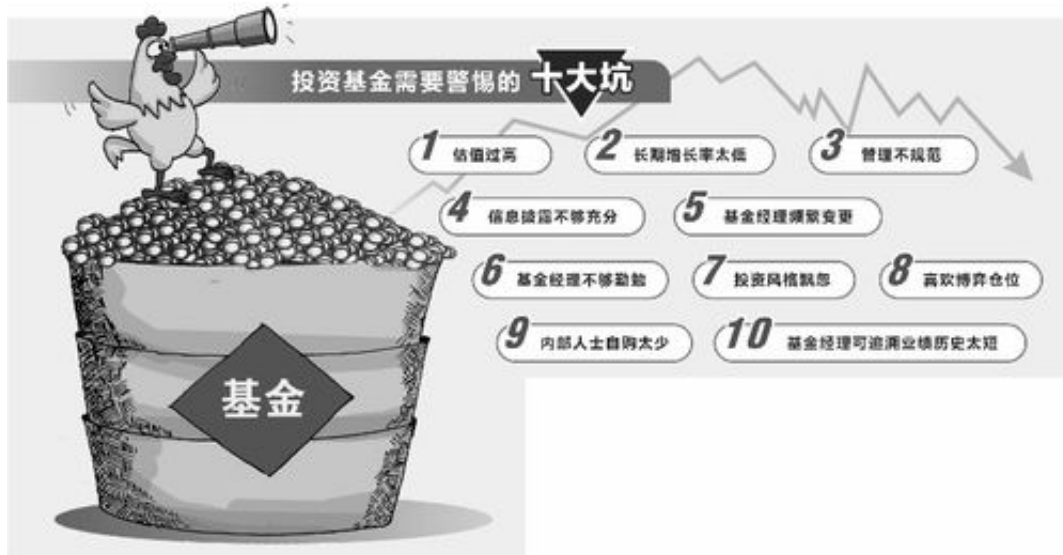 投资基金需要警惕的 十大坑
1 估值过高
2 长期增长率太低
3 管理不规范
4 信息披露不够充分
5 基金经理频繁变更
6 基金经理不够勤勉
7 投资风格飘忽
8 喜欢博弈仓位
9 内部人士自购太少
10 基金经理可追溯业绩历史太短
基金